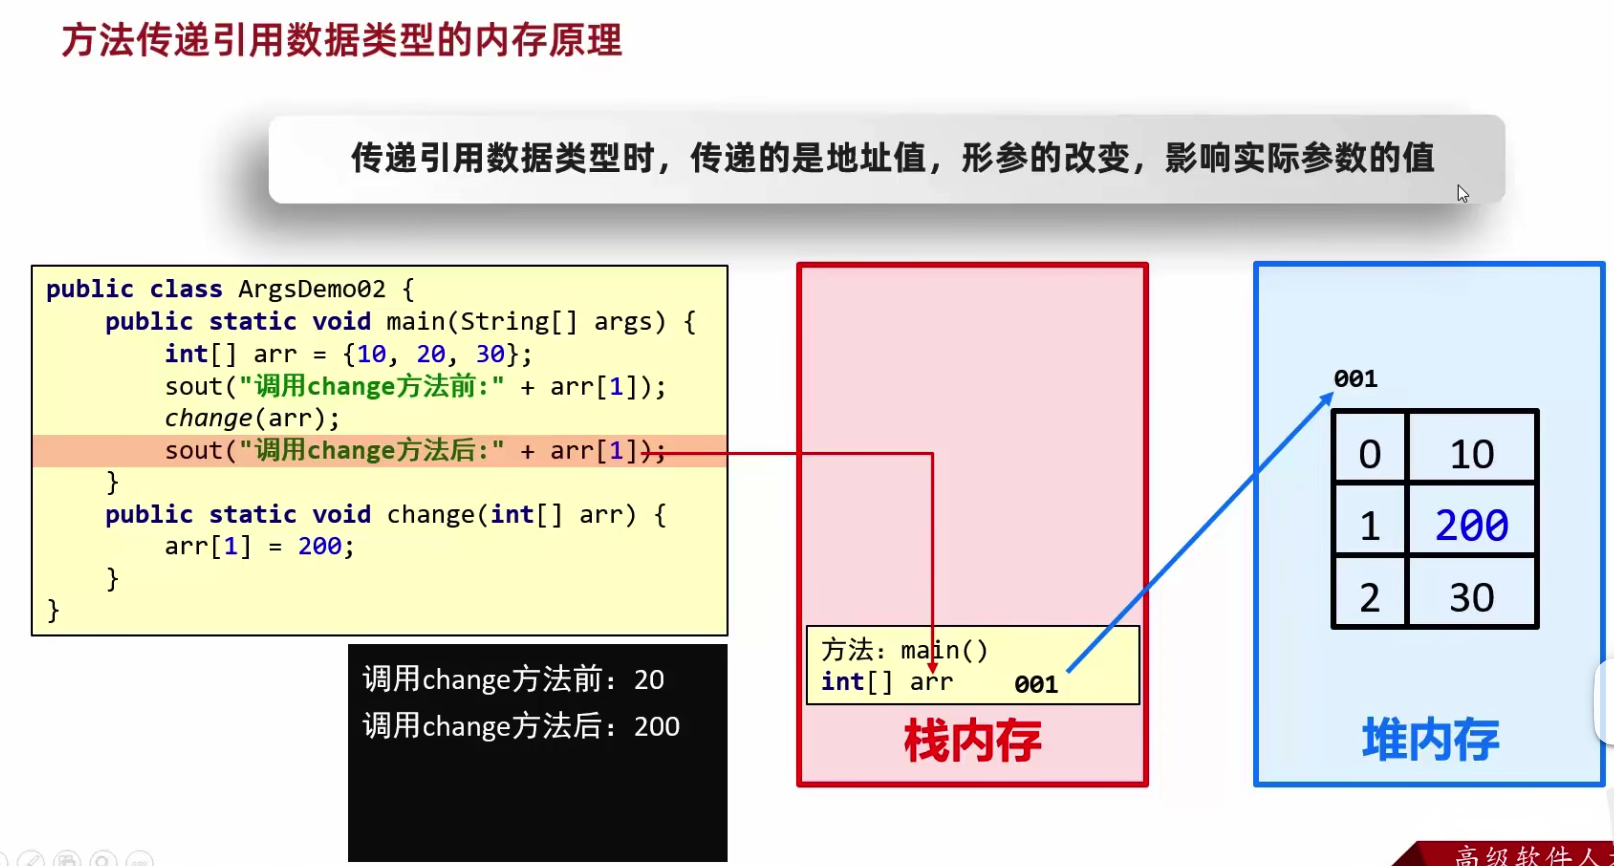 方法传递引用数据类型的内存原理
传递引用数据类型时，传递的是地址值，形参的改变，影响实际参数的值
public class ArgsDemo02 {
public static void main(String[] args) {
int[] arr = {10, 20, 30};
sout("调用change方法前:" + arr[1]);
change(arr);
sout("调用change方法后:" + arr[1]);
}
public static void change(int[] arr) {
arr[1] = 200;
}
}
调用change方法前: 20
调用change方法后: 200
方法: main()
int[] arr 001
栈内存
001
0 10
1 200
2 30
堆内存
高级软件人